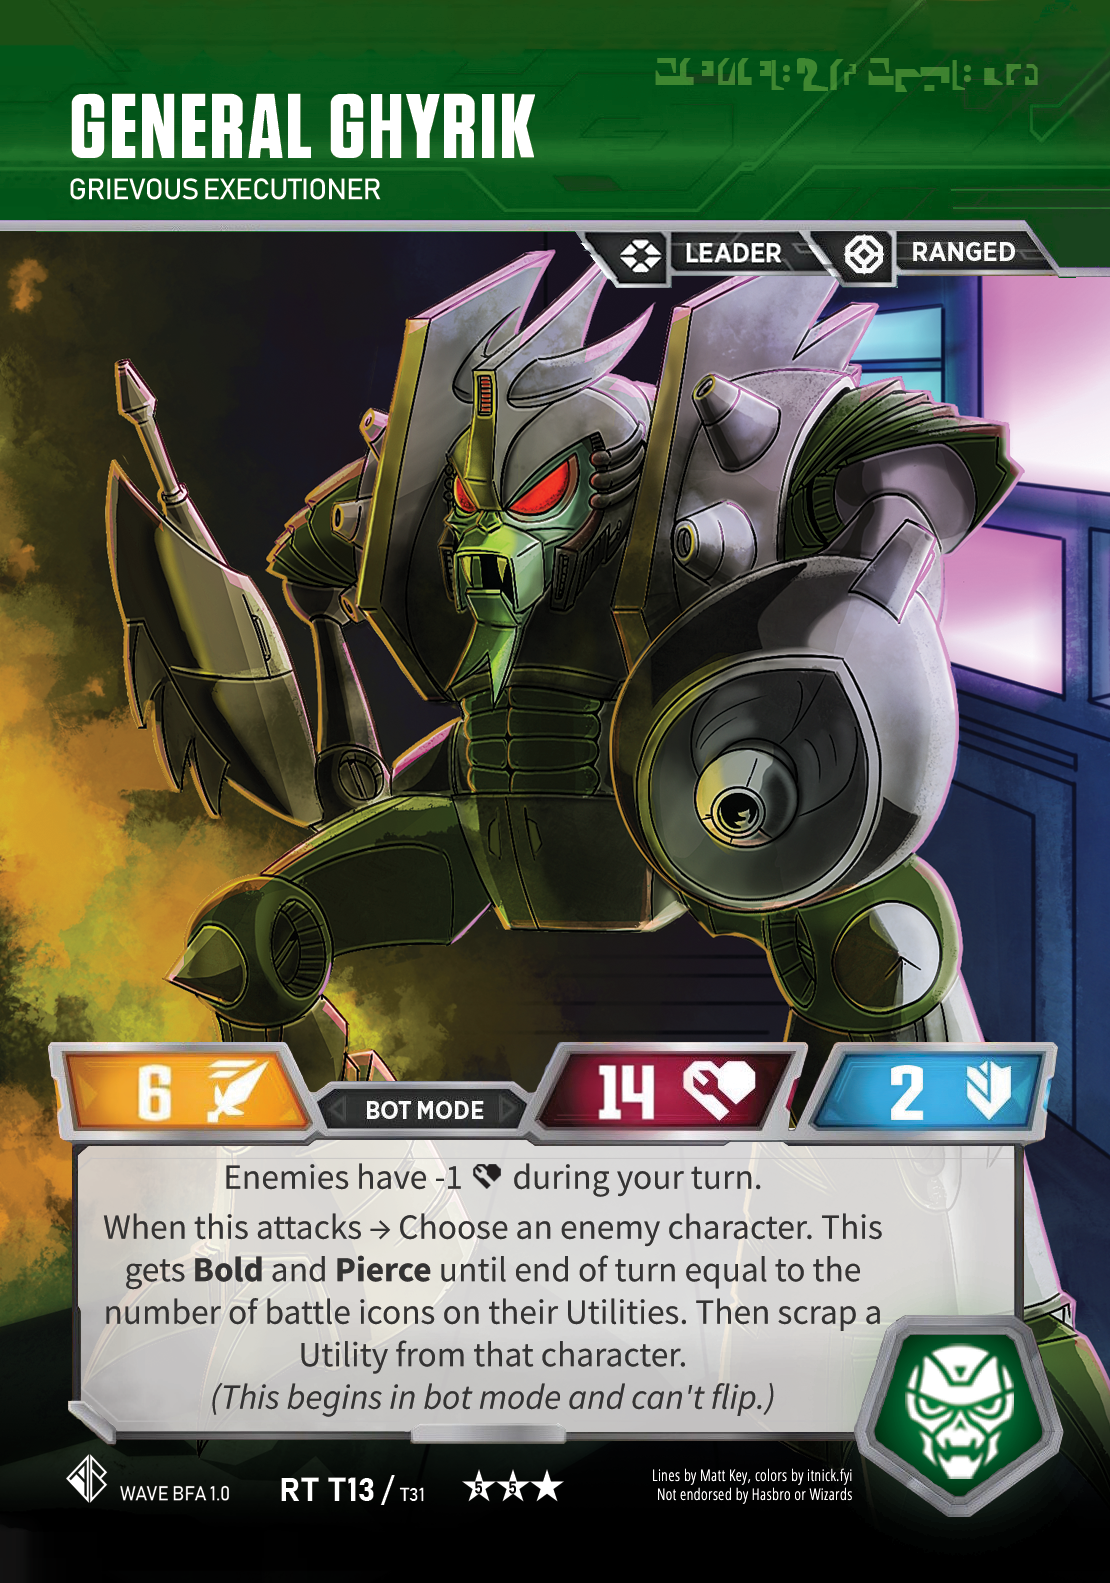 GENERAL GHYRIK
GRIEVOUS EXECUTIONER
LEADER
RANGED
6
BOT MODE
14
2
Enemies have -1 during your turn.
When this attacks → Choose an enemy character. This
gets Bold and Pierce until end of turn equal to the
number of battle icons on their Utilities. Then scrap a
Utility from that character.
(This begins in bot mode and can't flip.)
WAVE BFA 1.0
RT T13 / T31
5 5
Lines by Matt Key, colors by itnick.fyi
Not endorsed by Hasbro or Wizards